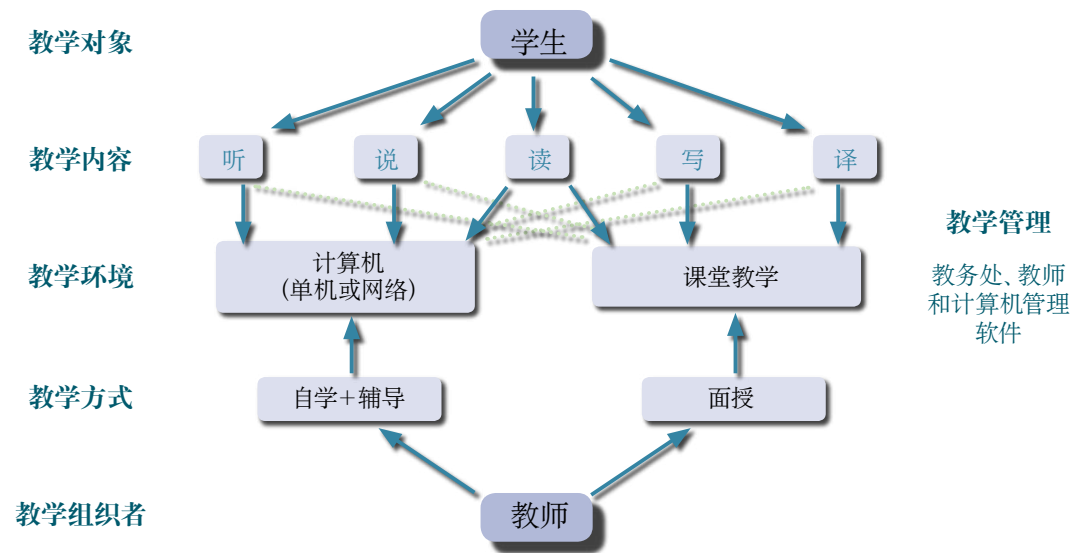 教学对象
学生
教学内容
听
说
读
写
译
教学管理
教学环境
计算机
(单机或网络)
课堂教学
教务处、教师
和计算机管理
软件
教学方式
自学+辅导
面授
教学组织者
教师